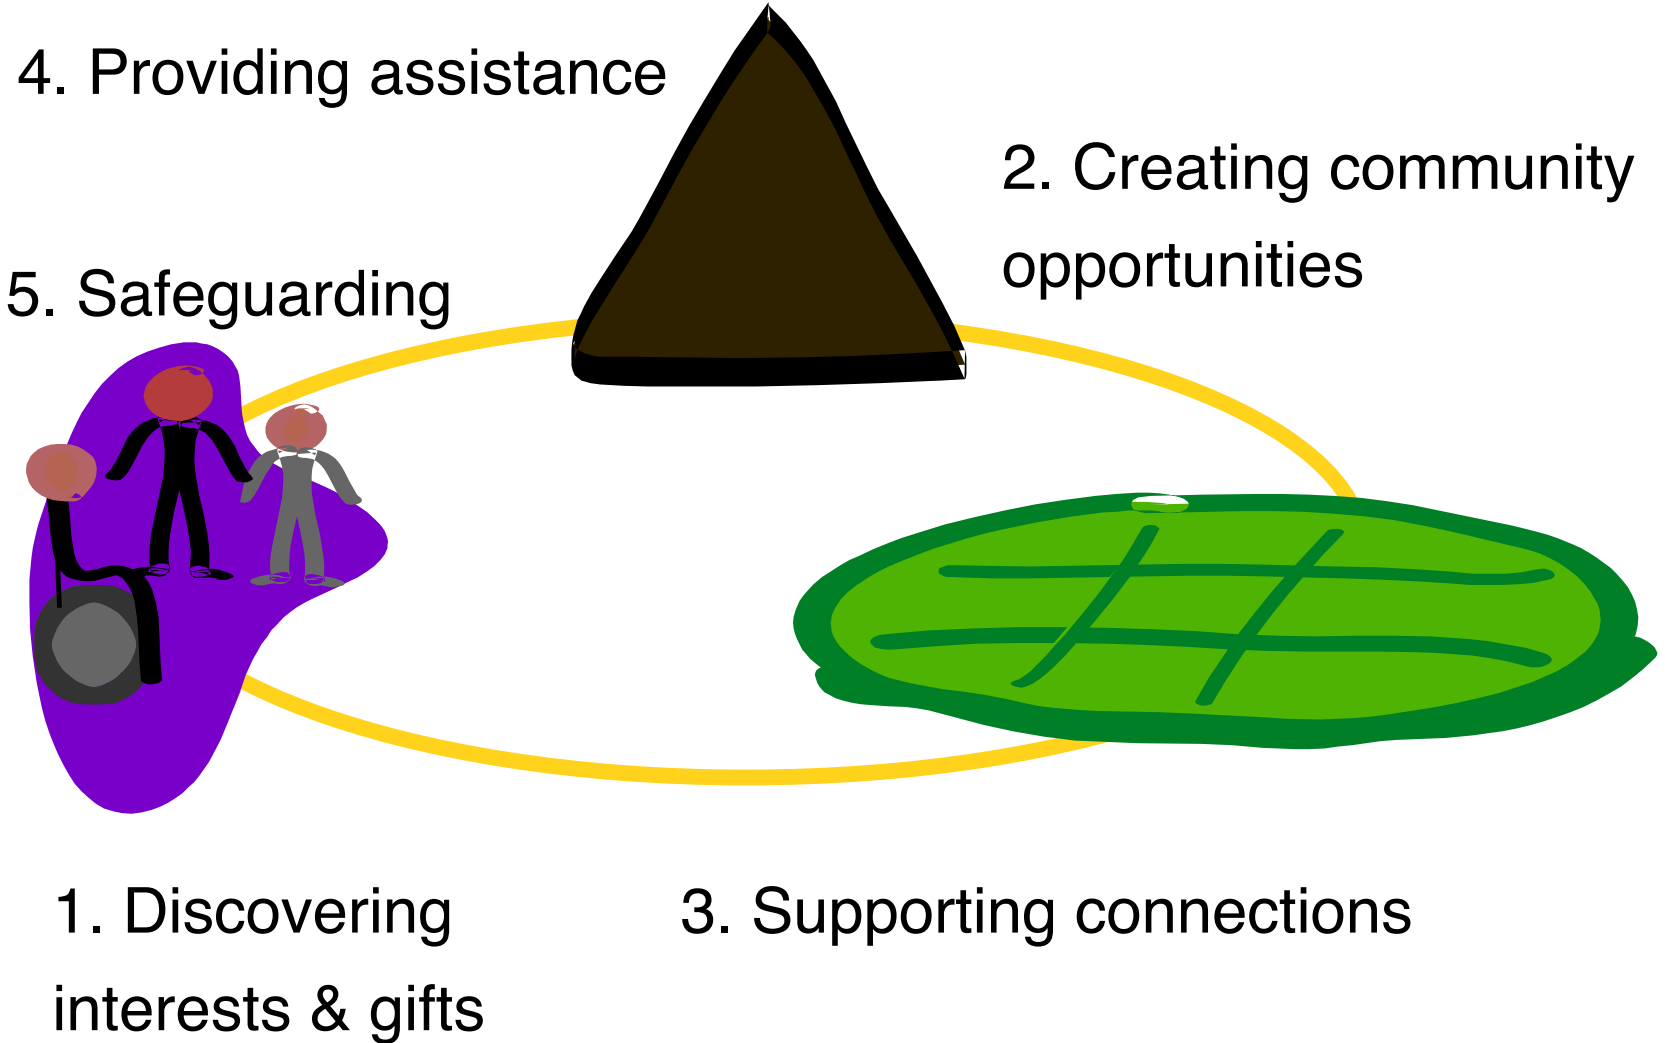 4. Providing assistance
2. Creating community
opportunities
5. Safeguarding
1. Discovering
interests & gifts
3. Supporting connections